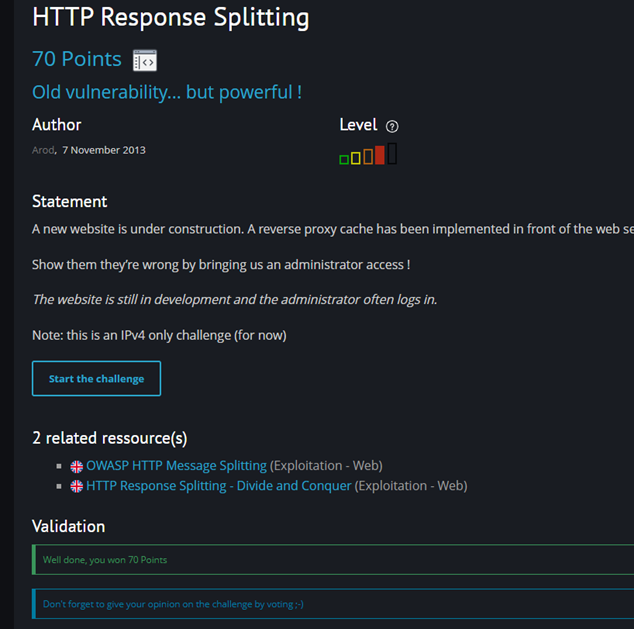 HTTP Response Splitting
70 Points
Old vulnerability... but powerful !
Author Level ?
Arod, 7 November 2013
Statement
A new website is under construction. A reverse proxy cache has been implemented in front of the web se
Show them they're wrong by bringing us an administrator access !
The website is still in development and the administrator often logs in.
Note: this is an IPv4 only challenge (for now)
Start the challenge
2 related ressource(s)
OWASP HTTP Message Splitting (Exploitation - Web)
HTTP Response Splitting - Divide and Conquer (Exploitation - Web)
Validation
Well done, you won 70 Points
Don't forget to give your opinion on the challenge by voting ;-)